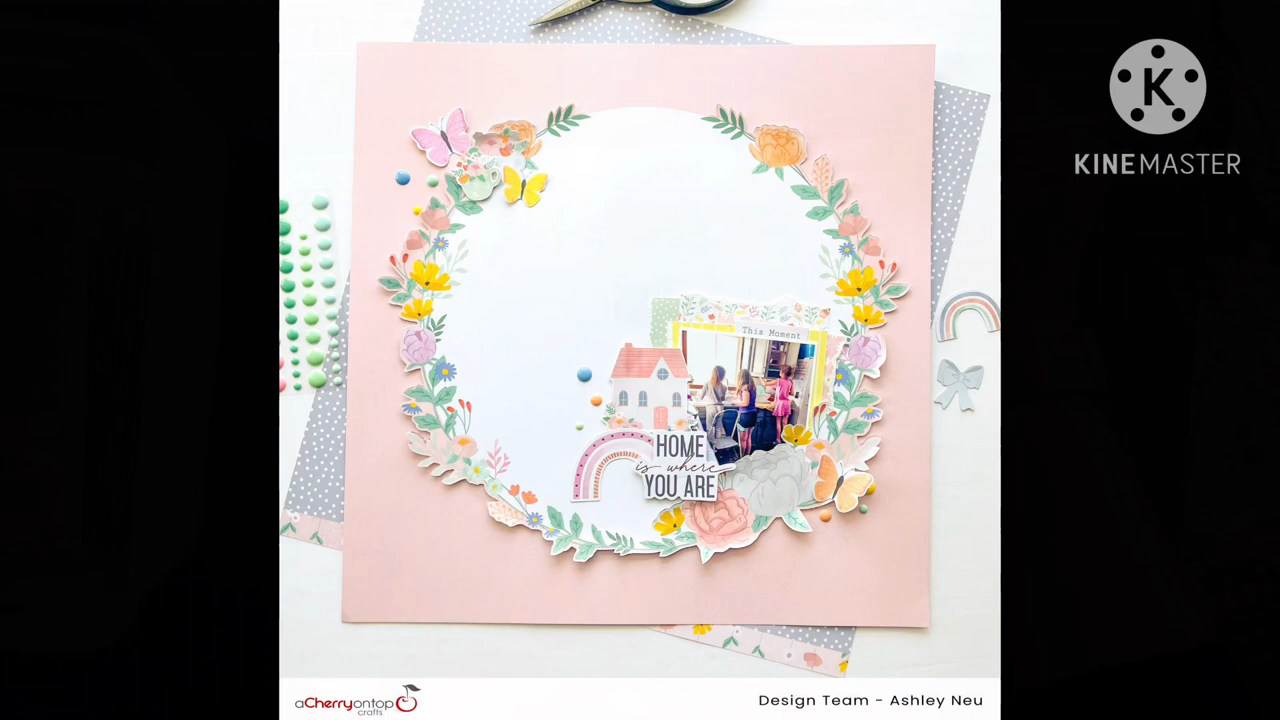 K
KINEMASTER
This Moment
HOME
is where
YOU ARE
aCherryontop
crafts
Design Team - Ashley Neu